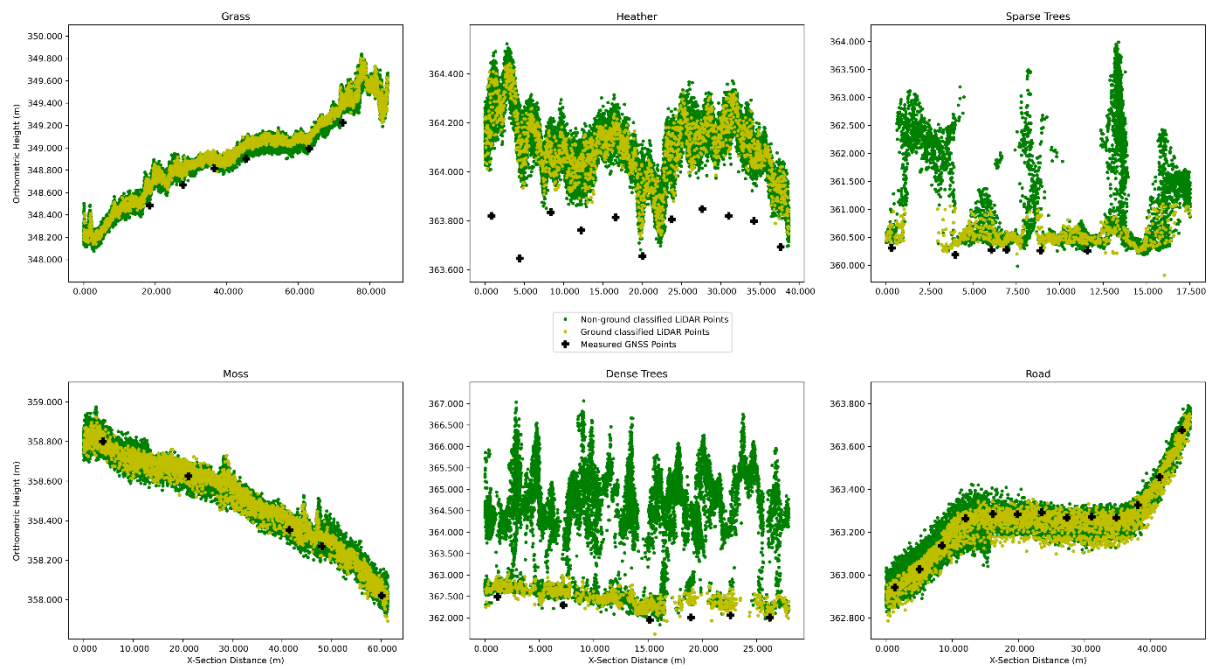 Grass
Orthometric Height (m)
350.000
349.600
349.400
349.200
349.000
348.800
348.600
348.400
348.200
348.000
0.000 20.000 40.000 60.000 80.000
Heather
364.400
364.200
364.000
363.800
363.600
0.000 5.000 10.000 15.000 20.000 25.000 30.000 35.000 40.000
Sparse Trees
364.000
363.500
363.000
362.500
362.000
361.500
361.000
360.500
360.000
0.000 2.500 5.000 7.500 10.000 12.500 15.000 17.500
Non-ground classified LiDAR Points
Ground classified LiDAR Points
Measured GNSS Points
Moss
Orthometric Height (m)
359.000
358.800
358.600
358.400
358.200
358.000
0.000 10.000 20.000 30.000 40.000 50.000 60.000
X-Section Distance (m)
Dense Trees
367.000
366.000
365.500
365.000
364.500
364.000
363.500
363.000
362.500
362.000
0.000 5.000 10.000 15.000 20.000 25.000
X-Section Distance (m)
Road
363.800
363.600
363.400
363.200
363.000
362.800
0.000 10.000 20.000 30.000 40.000
X-Section Distance (m)